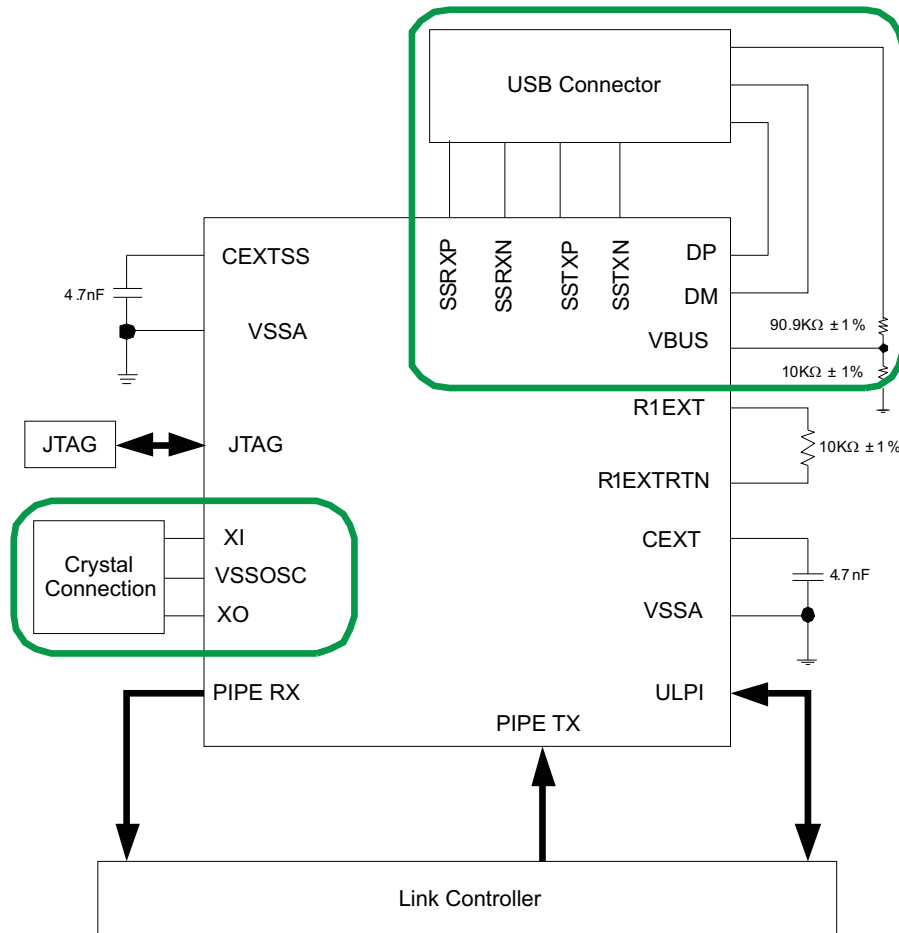 USB Connector
SSRXP
SSRXN
SSTXP
SSTXN
CEXTSS
4.7nF
VSSA
DP
DM
VBUS
90.9KΩ ±1%
10KΩ ±1%
R1EXT
10KΩ ±1%
R1EXTRTN
JTAG
JTAG
Crystal
Connection
XI
VSSOSC
XO
CEXT
4.7nF
VSSA
PIPE RX
ULPI
PIPE TX
Link Controller